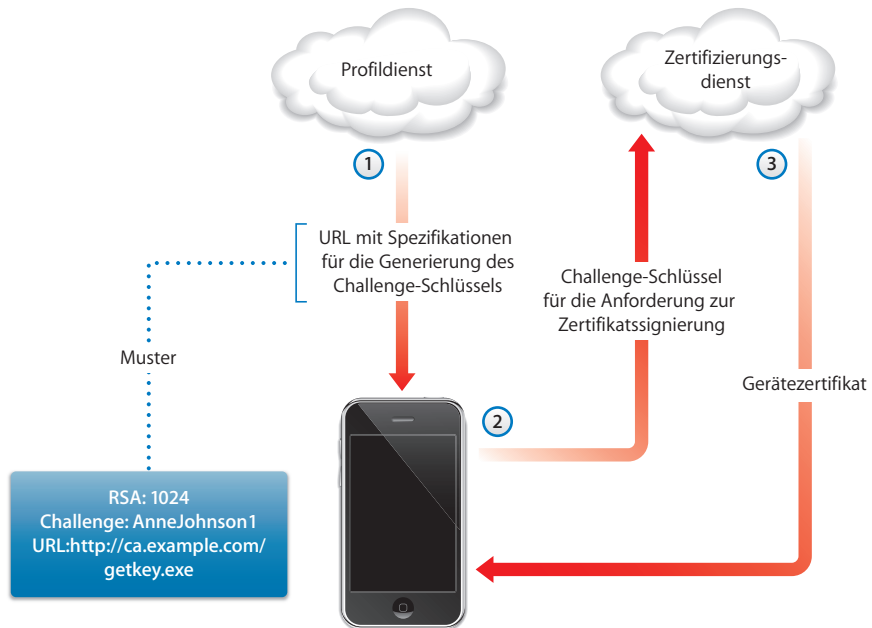 Profildienst
Zertifizierungs-
dienst
1
3
URL mit Spezifikationen
für die Generierung des
Challenge-Schlüssels
Challenge-Schlüssel
für die Anforderung zur
Zertifikatssignierung
Muster
Gerätezertifikat
2
RSA: 1024
Challenge: AnneJohnson1
URL:http://ca.example.com/
getkey.exe